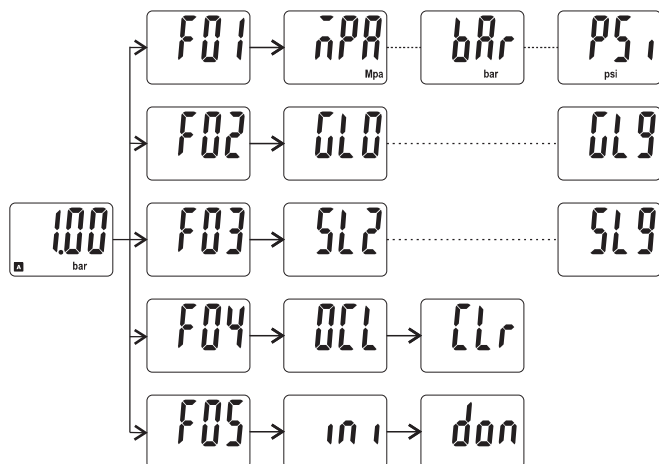 F01 MPA bAr PSi
Mpa bar psi
F02 GL0 GL9
1.00 F03 SL2 SL9
A bar
F04 0CL CLr
F05 ini don